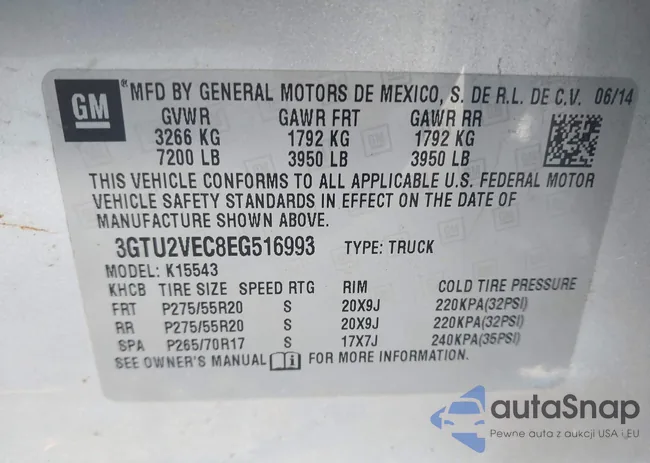 GM
® MFD BY GENERAL MOTORS DE MEXICO, S. DE R.L. DE C.V. 06/14
GVWR GAWR FRT GAWR RR
3266 KG 1792 KG 1792 KG
7200 LB 3950 LB 3950 LB
THIS VEHICLE CONFORMS TO ALL APPLICABLE U.S. FEDERAL MOTOR
VEHICLE SAFETY STANDARDS IN EFFECT ON THE DATE OF
MANUFACTURE SHOWN ABOVE.
3GTU2VEC8EG516993 TYPE: TRUCK
MODEL: K15543
KHCB TIRE SIZE SPEED RTG RIM COLD TIRE PRESSURE
FRT P275/55R20 S 20X9J 220KPA(32PSI)
RR P275/55R20 S 20X9J 220KPA(32PSI)
SPA P265/70R17 S 17X7J 240KPA(35PSI)
SEE OWNER'S MANUAL i FOR MORE INFORMATION.
autaSnap
Pewne auta z aukcji USA i EU